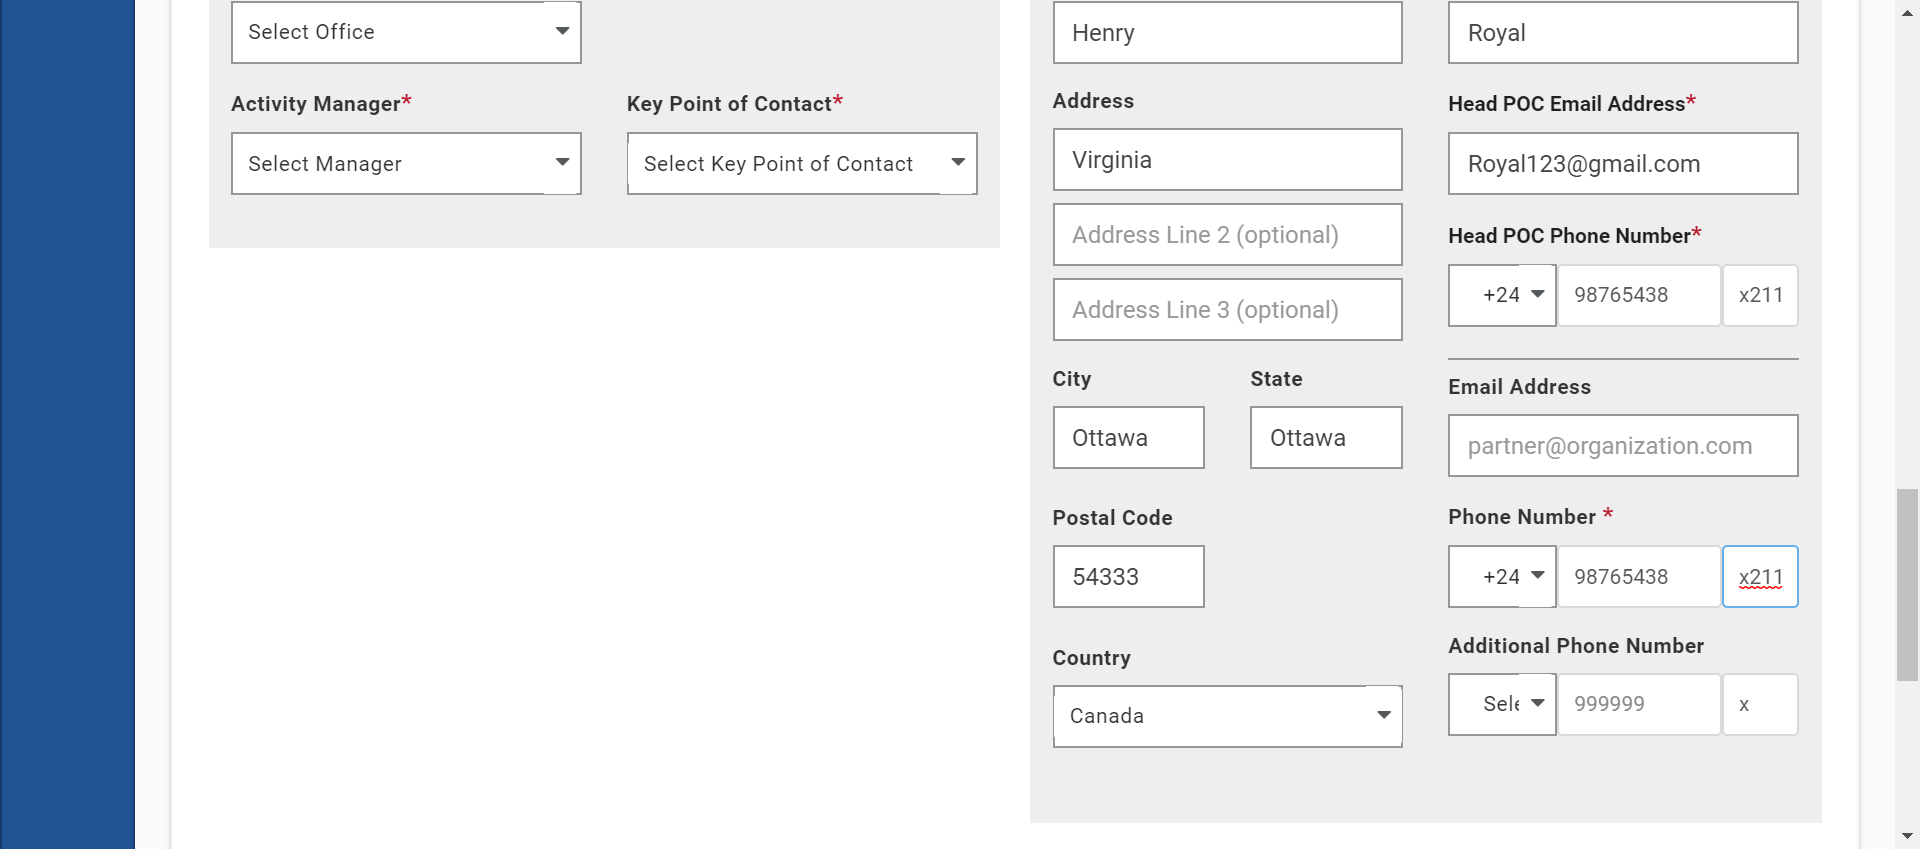 Select Office
Activity Manager*
Key Point of Contact*
Select Manager
Select Key Point of Contact
Henry
Royal
Address
Virginia
Address Line 2 (optional)
Address Line 3 (optional)
City
State
Ottawa
Ottawa
Postal Code
54333
Country
Canada
Head POC Email Address*
Royal123@gmail.com
Head POC Phone Number*
+24
98765438
x211
Email Address
partner@organization.com
Phone Number *
+24
98765438
x211
Additional Phone Number
Sele
999999
x